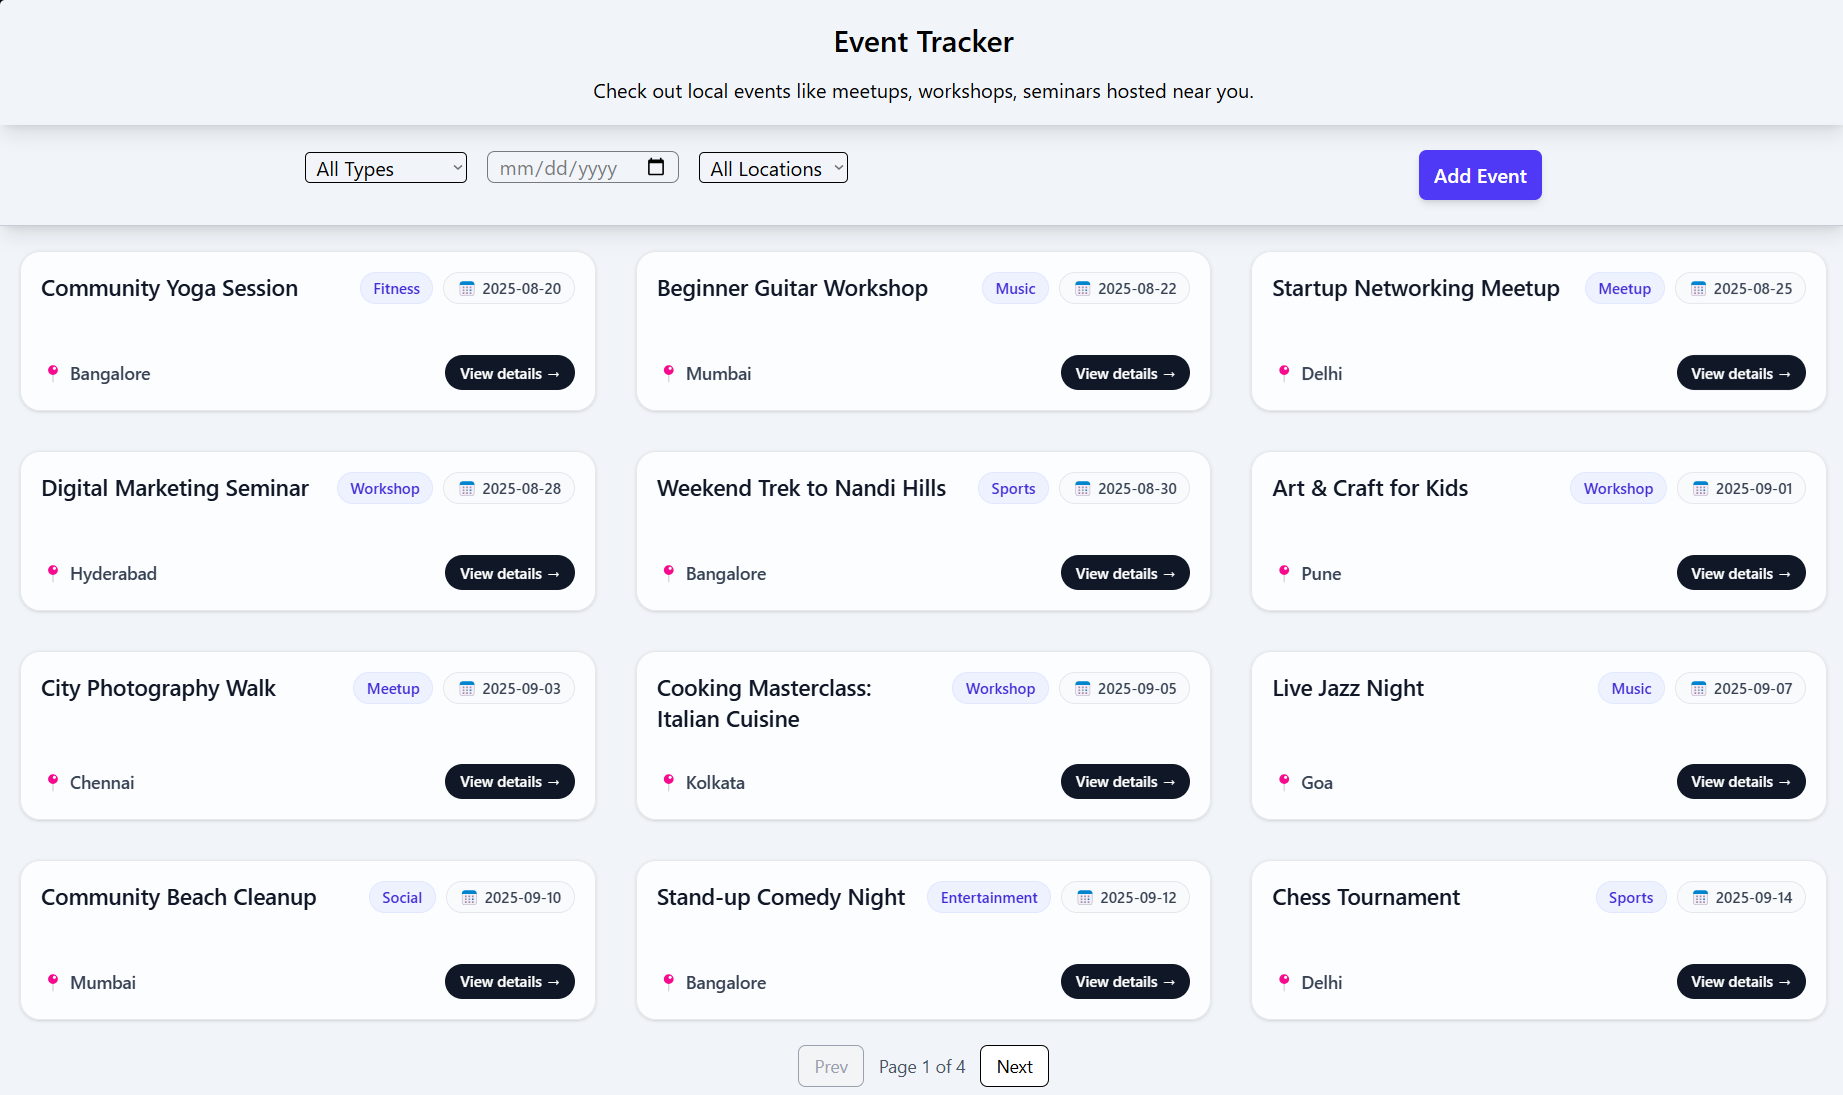 Event Tracker
Check out local events like meetups, workshops, seminars hosted near you.
All Types mm/dd/yyyy All Locations Add Event
Community Yoga Session Fitness 2025-08-20
Bangalore View details →
Beginner Guitar Workshop Music 2025-08-22
Mumbai View details →
Startup Networking Meetup Meetup 2025-08-25
Delhi View details →
Digital Marketing Seminar Workshop 2025-08-28
Hyderabad View details →
Weekend Trek to Nandi Hills Sports 2025-08-30
Bangalore View details →
Art & Craft for Kids Workshop 2025-09-01
Pune View details →
City Photography Walk Meetup 2025-09-03
Chennai View details →
Cooking Masterclass: Workshop 2025-09-05
Italian Cuisine
Kolkata View details →
Live Jazz Night Music 2025-09-07
Goa View details →
Community Beach Cleanup Social 2025-09-10
Mumbai View details →
Stand-up Comedy Night Entertainment 2025-09-12
Bangalore View details →
Chess Tournament Sports 2025-09-14
Delhi View details →
Prev Page 1 of 4 Next